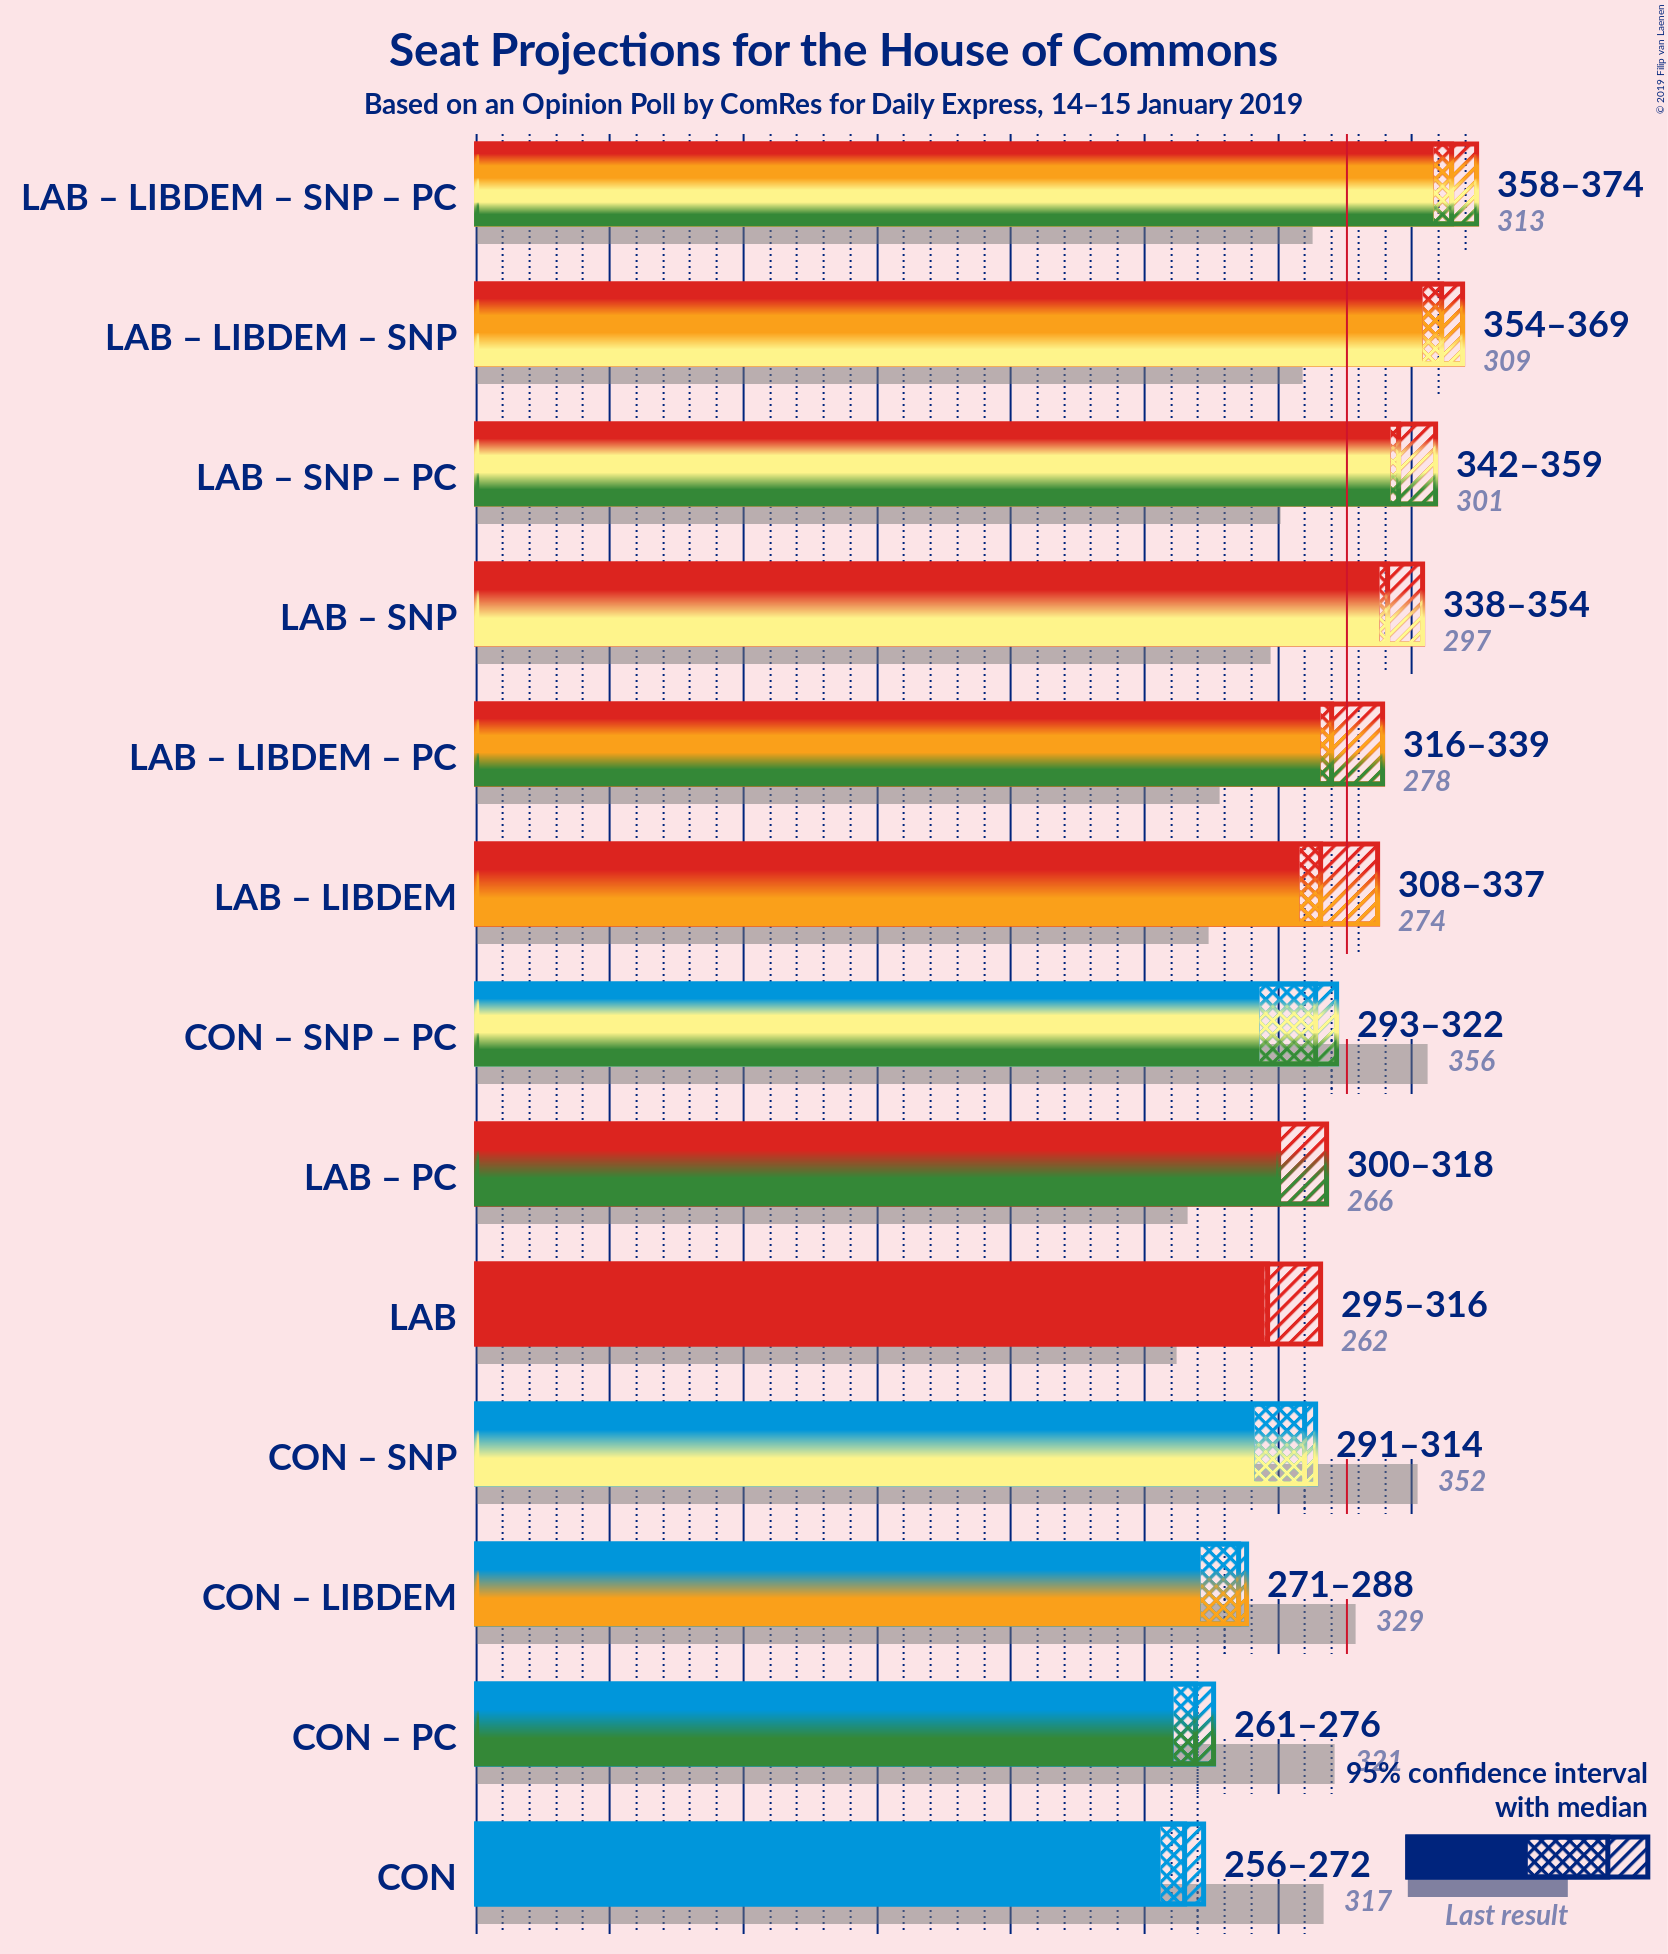 Seat Projections for the House of Commons
Based on an Opinion Poll by ComRes for Daily Express, 14–15 January 2019
© 2019 Filip van Laenen
LAB – LIBDEM – SNP – PC
358–374
313
LAB – LIBDEM – SNP
354–369
309
LAB – SNP – PC
342–359
301
LAB – SNP
338–354
297
LAB – LIBDEM – PC
316–339
278
LAB – LIBDEM
308–337
274
CON – SNP – PC
293–322
356
LAB – PC
300–318
266
LAB
295–316
262
CON – SNP
291–314
352
CON – LIBDEM
271–288
329
CON – PC
261–276
321
CON
256–272
317
95% confidence interval
with median
Last result